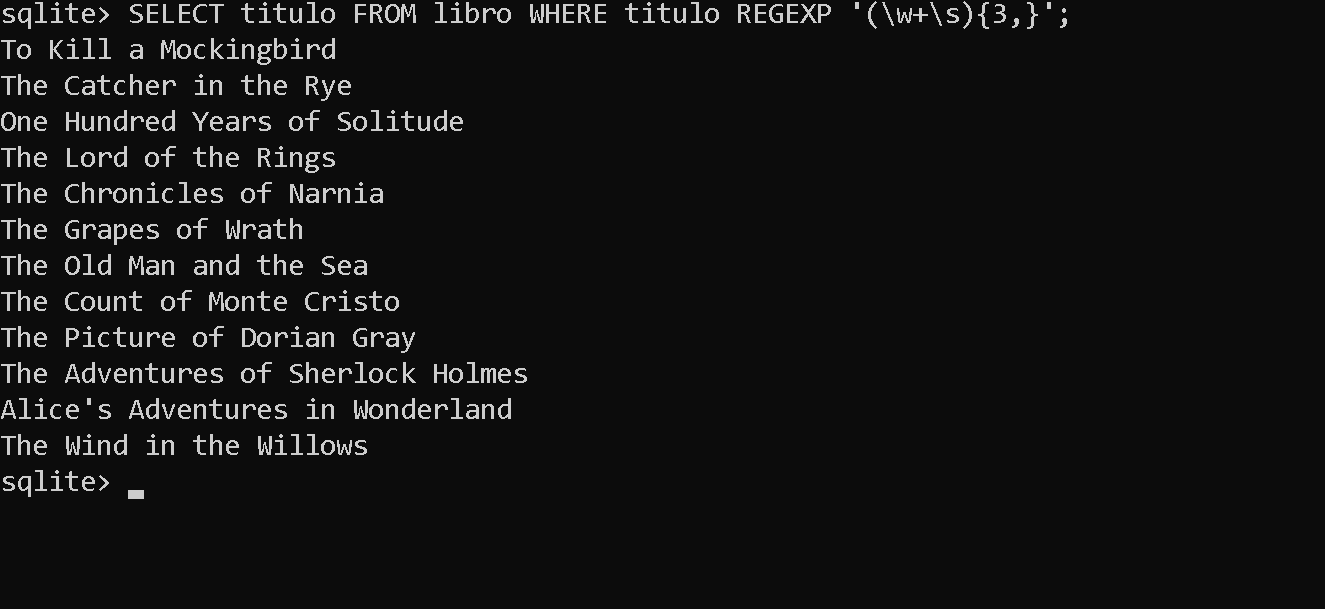 sqlite> SELECT titulo FROM libro WHERE titulo REGEXP '(\w+\s){3,}';
To Kill a Mockingbird
The Catcher in the Rye
One Hundred Years of Solitude
The Lord of the Rings
The Chronicles of Narnia
The Grapes of Wrath
The Old Man and the Sea
The Count of Monte Cristo
The Picture of Dorian Gray
The Adventures of Sherlock Holmes
Alice's Adventures in Wonderland
The Wind in the Willows
sqlite>